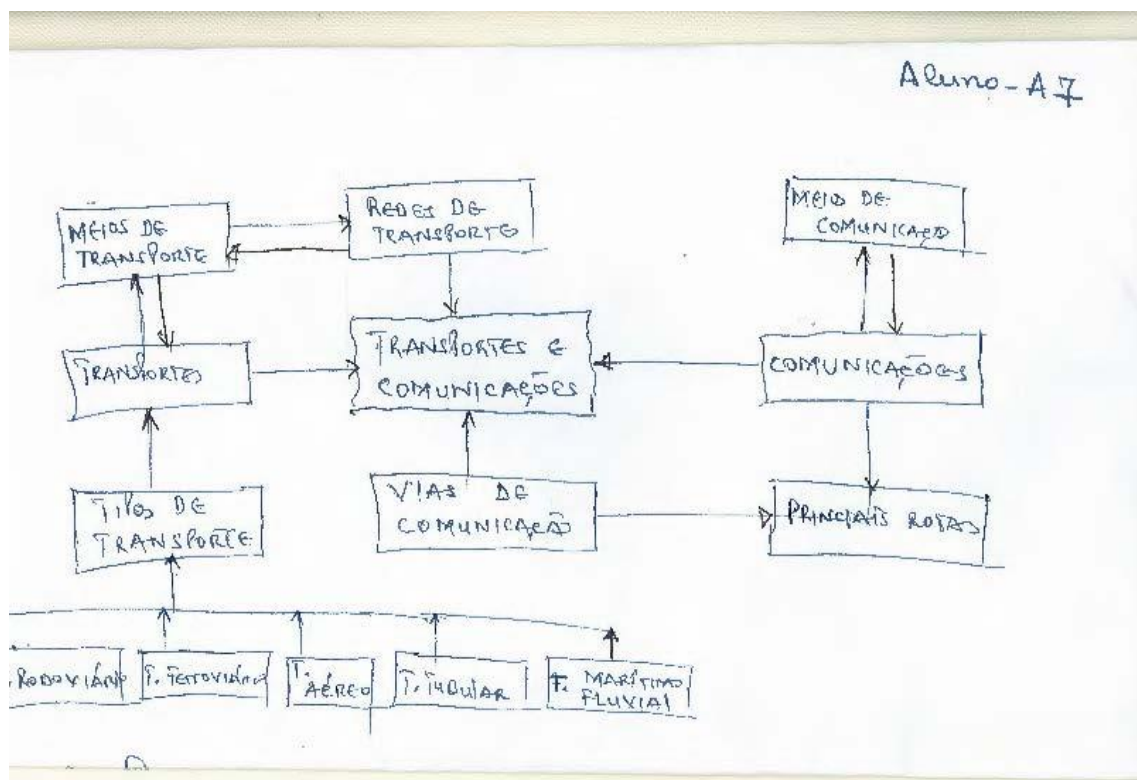 Aluno-A7
MEIOS DE
TRANSPORTE
REDES DE
TRANSPORTE
MEIO DE
COMUNICAÇÃO
TRANSPORTES
TRANSPORTES E
COMUNICAÇÕES
COMUNICAÇÕES
TIPOS DE
TRANSPORTE
VIAS DE
COMUNICAÇÃO
PRINCIAIS ROTAS
. RODOVIÁRIO
T. FERROVIÁRIO
T.
AÉREO
T. TUBULAR
T. MARÍTIMO
FLUVIAL